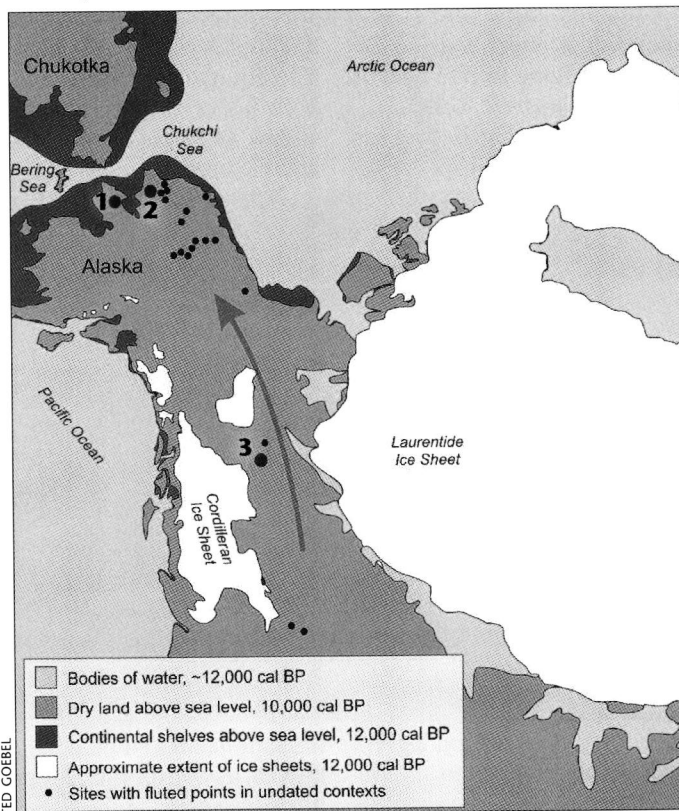 Chukotka
Arctic Ocean
Chukchi
Sea
Bering
Sea
1
2
Alaska
Pacific Ocean
3
Laurentide
Ice Sheet
Cordilleran
Ice Sheet
Bodies of water, ~12,000 cal BP
Dry land above sea level, 10,000 cal BP
Continental shelves above sea level, 12,000 cal BP
Approximate extent of ice sheets, 12,000 cal BP
Sites with fluted points in undated contexts
TED GOEBEL